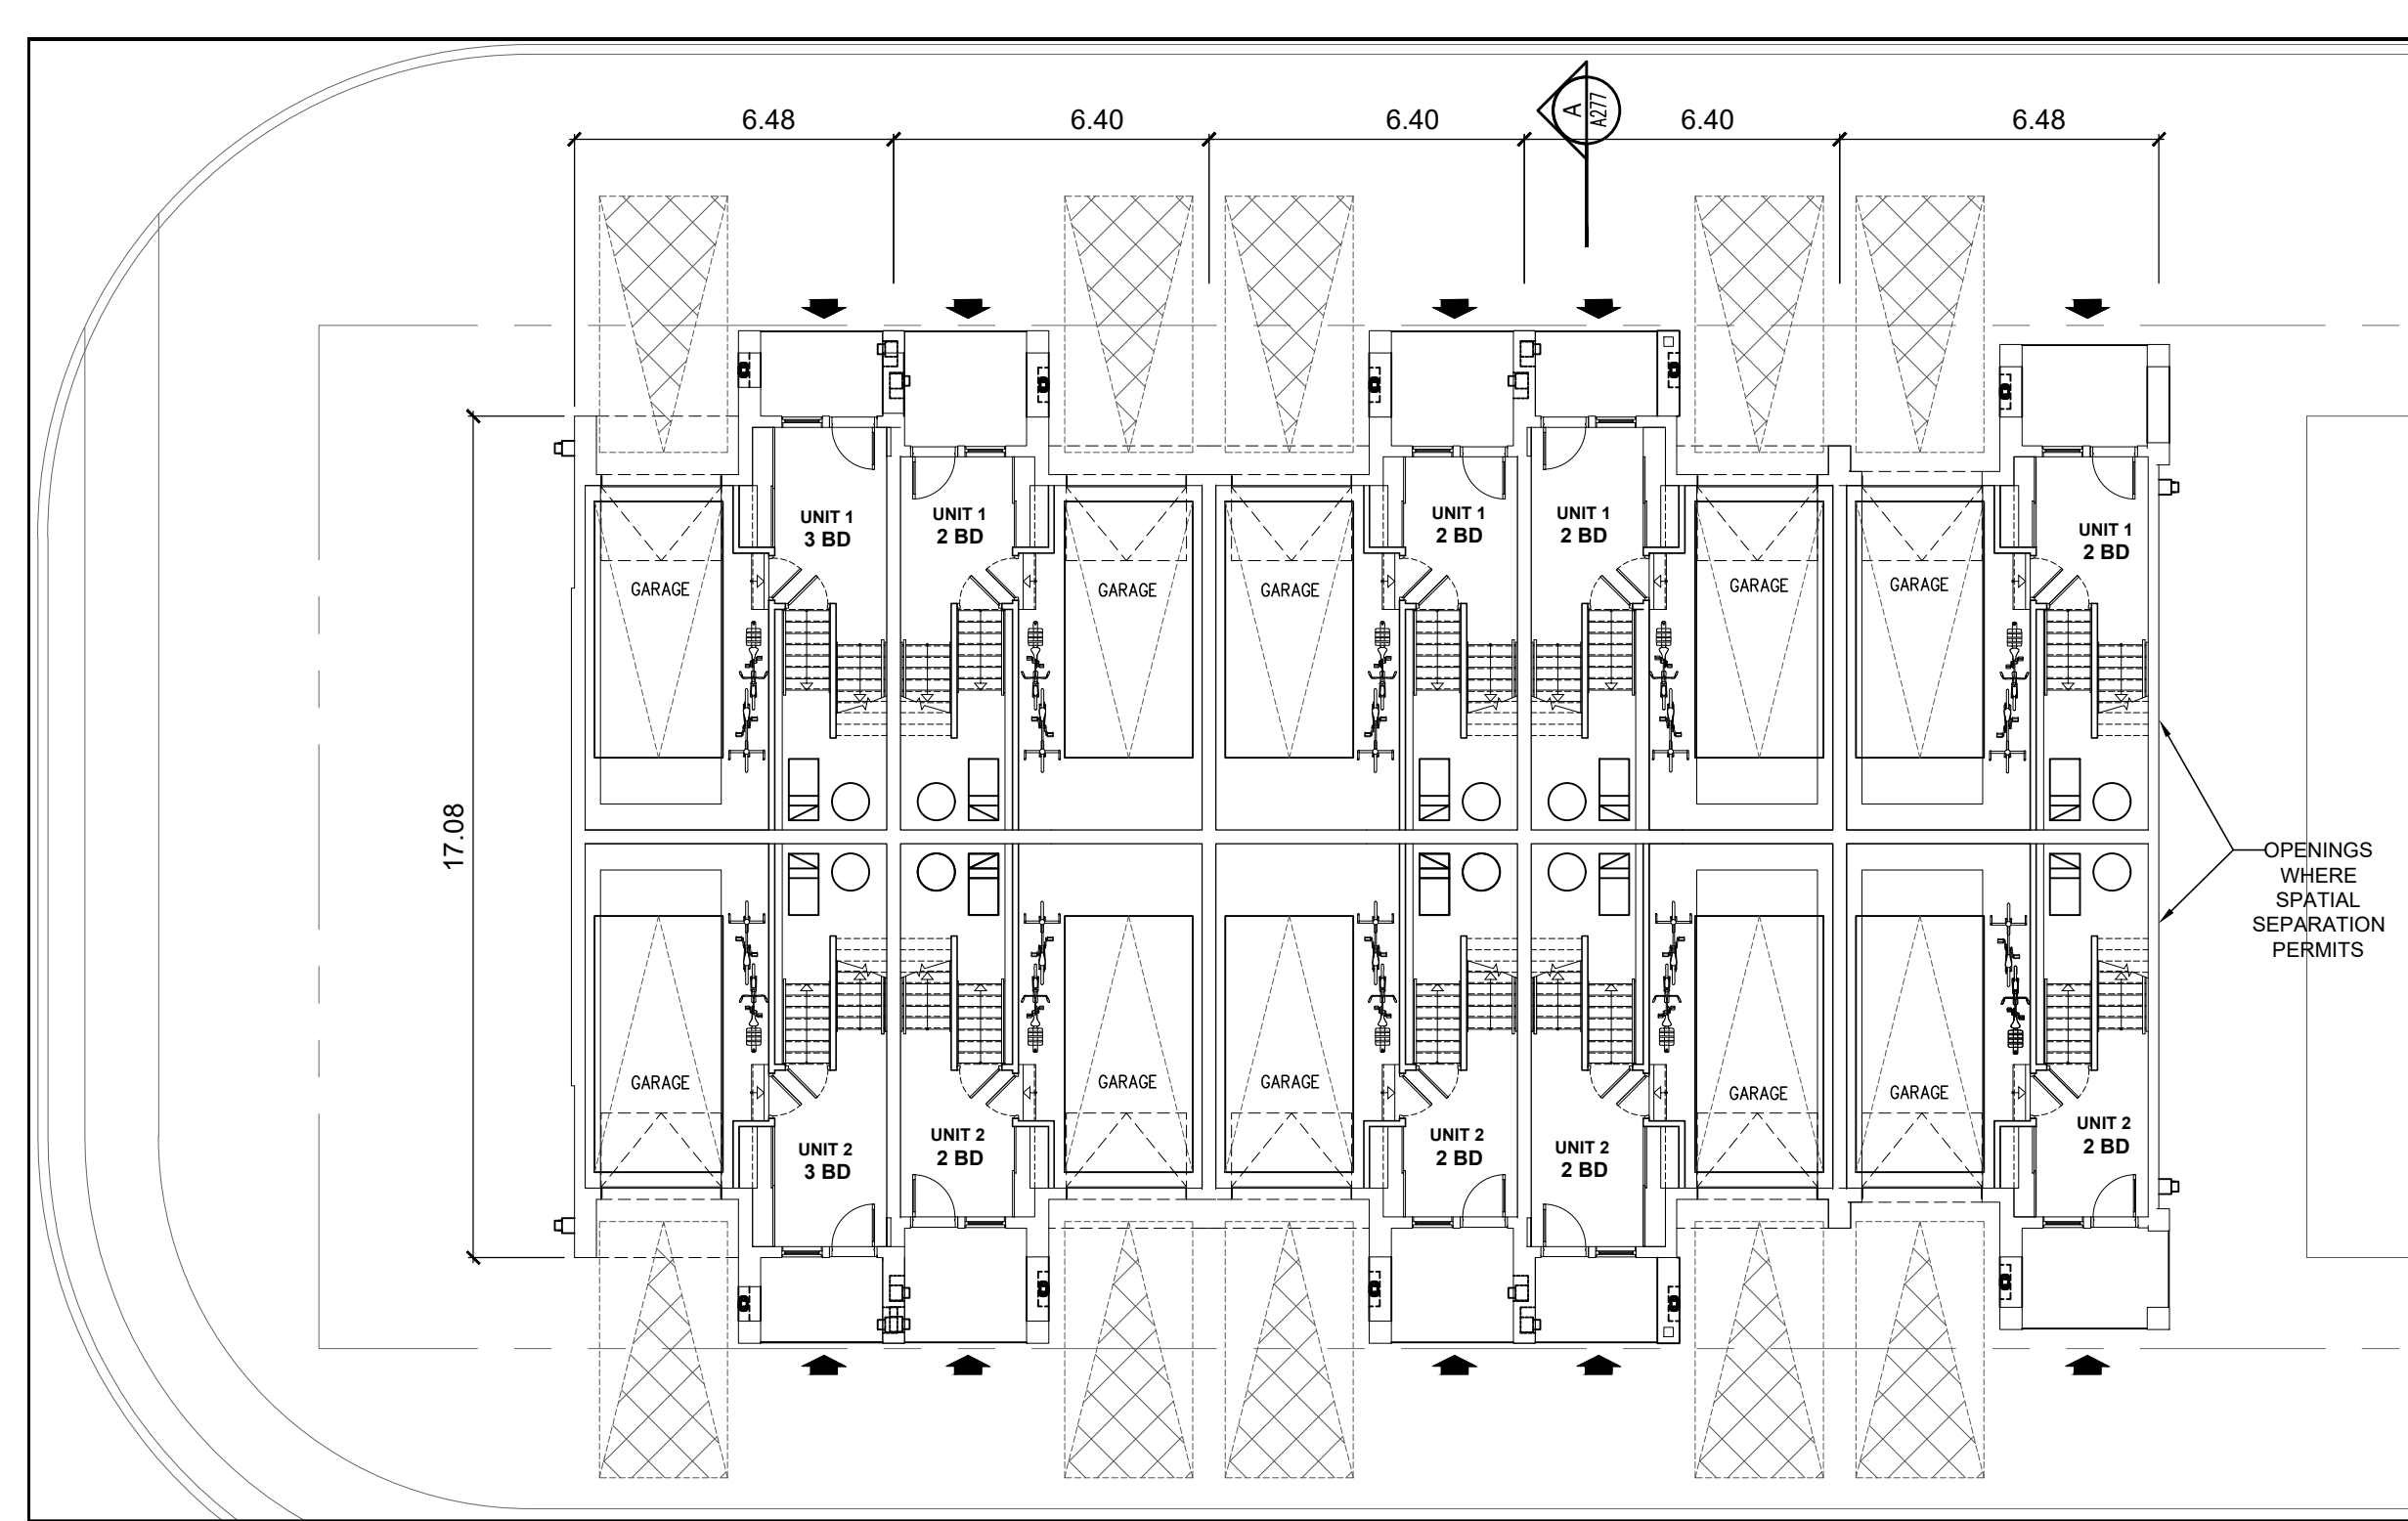 6.48
6.40
6.40
6.40
6.48
A
A277
UNIT 1
3 BD
UNIT 1
2 BD
UNIT 1
2 BD
UNIT 1
2 BD
UNIT 1
2 BD
GARAGE
GARAGE
GARAGE
GARAGE
GARAGE
17.08
OPENINGS
WHERE
SPATIAL
SEPARATION
PERMITS
GARAGE
GARAGE
GARAGE
GARAGE
GARAGE
UNIT 2
3 BD
UNIT 2
2 BD
UNIT 2
2 BD
UNIT 2
2 BD
UNIT 2
2 BD